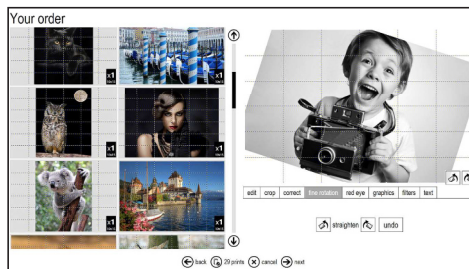 Your order
x1
x1
x1
x1
x1
x1
edit crop correct fine rotation red eye graphics filters text
straighten undo
back 29 prints cancel next